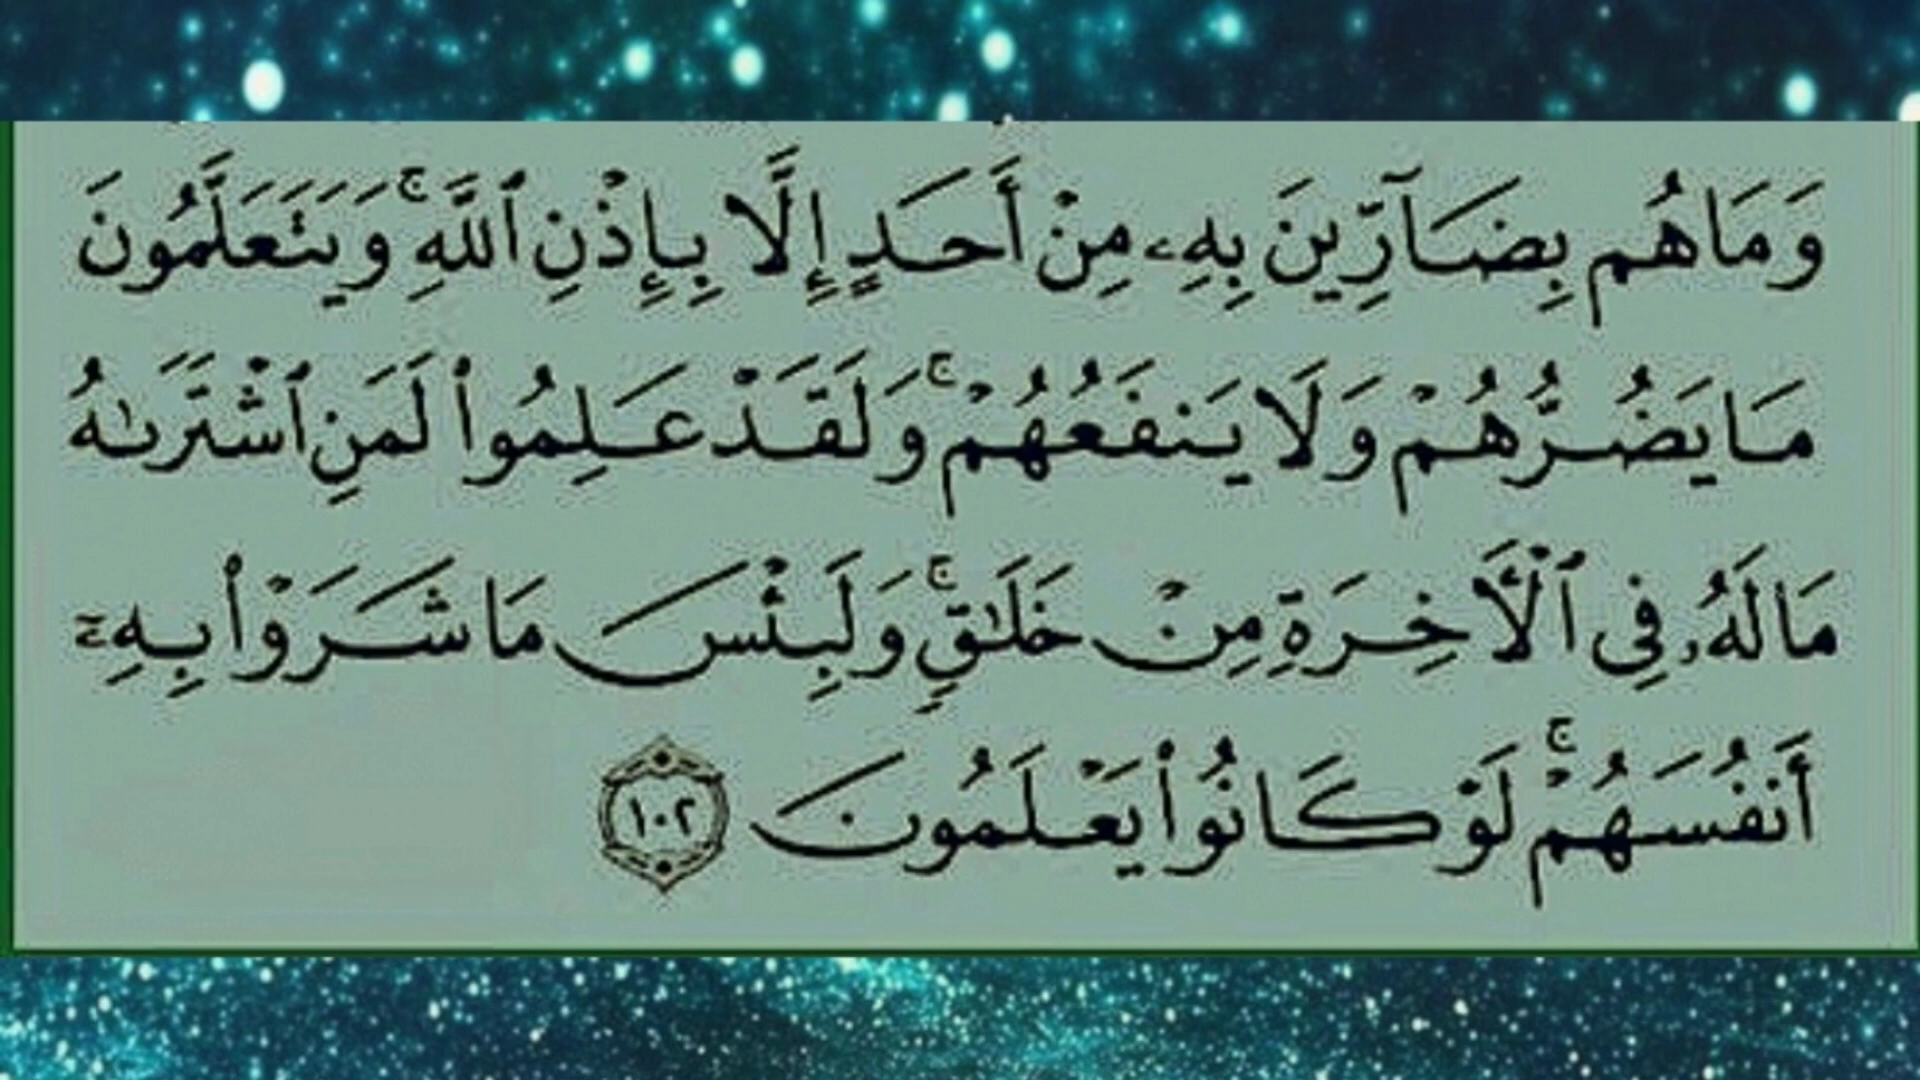 وَمَا هُم بِضَآرِّينَ بِهِۦ مِنْ أَحَدٍ إِلَّا بِإِذْنِ ٱللَّهِ ۚ وَيَتَعَلَّمُونَ
مَا يَضُرُّهُمْ وَلَا يَنفَعُهُمْ ۚ وَلَقَدْ عَلِمُوا۟ لَمَنِ ٱشْتَرَىٰهُ
مَا لَهُۥ فِى ٱلْـَٔاخِرَةِ مِنْ خَلَـٰقٍ ۚ وَلَبِئْسَ مَا شَرَوْا۟ بِهِۦٓ
أَنفُسَهُمْ ۚ لَوْ كَانُوا۟ يَعْلَمُونَ ١٠٢